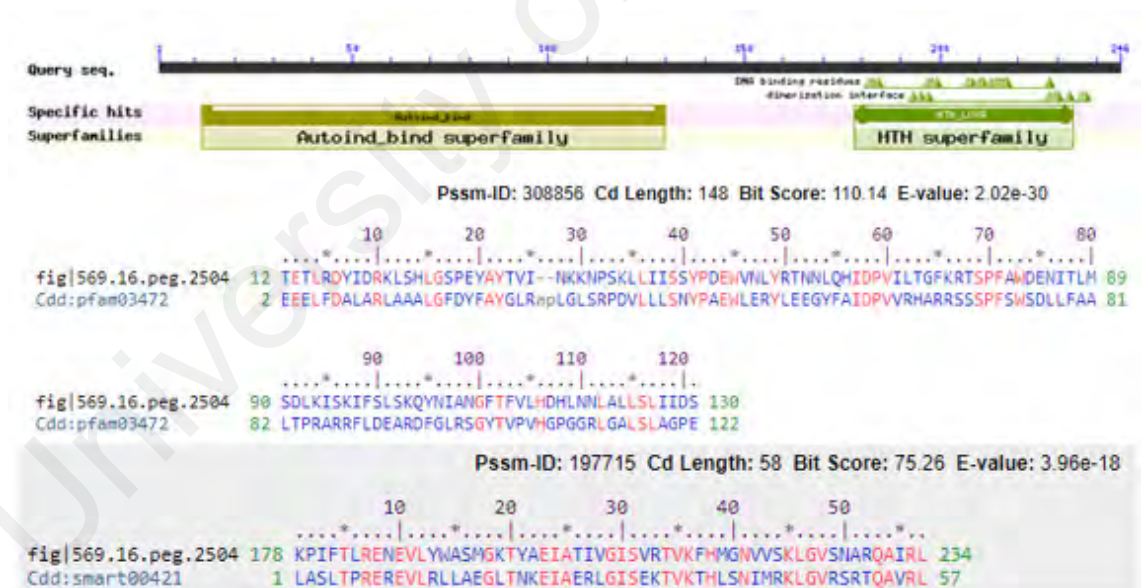 1 50 100 150 200 246
Query seq.
DNA binding residues
dimerization interface
Specific hits Autoind_bind HTH_LUXR
Superfamilies Autoind_bind superfamily HTH superfamily
Pssm-ID: 308856 Cd Length: 148 Bit Score: 110.14 E-value: 2.02e-30
10 20 30 40 50 60 70 80
....*....|....*....|....*....|....*....|....*....|....*....|....*....|....*....|
fig|569.16.peg.2504 12 TETLRDYIDRKLSHLGSPEYAYTVI--NKKNPSKLLIISSYPDEWVNLYRTNNLQHIDPVILTGFKRTSPFAWDENITLM 89
Cdd:pfam03472 2 EEELFDALARLAAALGFDYFAYGLRnpLGLSRPDVLLLSNYPAEWLERYLEEGYFAIDPVVRHARRSSSPFSWSDLLFAA 81
90 100 110 120
....*....|....*....|....*....|....*....|.
fig|569.16.peg.2504 90 SDLKISKIFSLSKQYNIANGFTFVLHDHLNNLALLSLIIDS 130
Cdd:pfam03472 82 LTPRARRFLDEARDFGLRSGYTVPVHGPGGRLGALSLAGPE 122
Pssm-ID: 197715 Cd Length: 58 Bit Score: 75.26 E-value: 3.96e-18
10 20 30 40 50
....*....|....*....|....*....|....*....|....*....|....*..
fig|569.16.peg.2504 178 KPIFTLRENEVLYWASMGKTYAEIATIVGISVRTVKFHMGNVVSKLGVSNARQAIRL 234
Cdd:smart00421 1 LASLTPREREVLRLLAEGLTNKEIAERLGISEKTVKTHLSNIMRKLGVRSRTQAVRL 57
University o